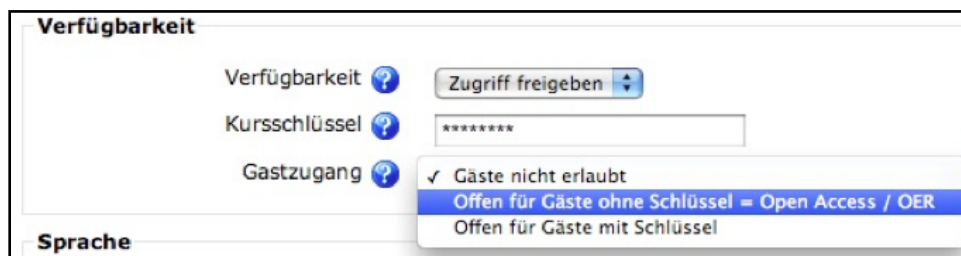 Verfügbarkeit
Verfügbarkeit ? Zugriff freigeben
Kursschlüssel ? ********
Gastzugang ? ✓ Gäste nicht erlaubt
Offen für Gäste ohne Schlüssel = Open Access / OER
Offen für Gäste mit Schlüssel
Sprache